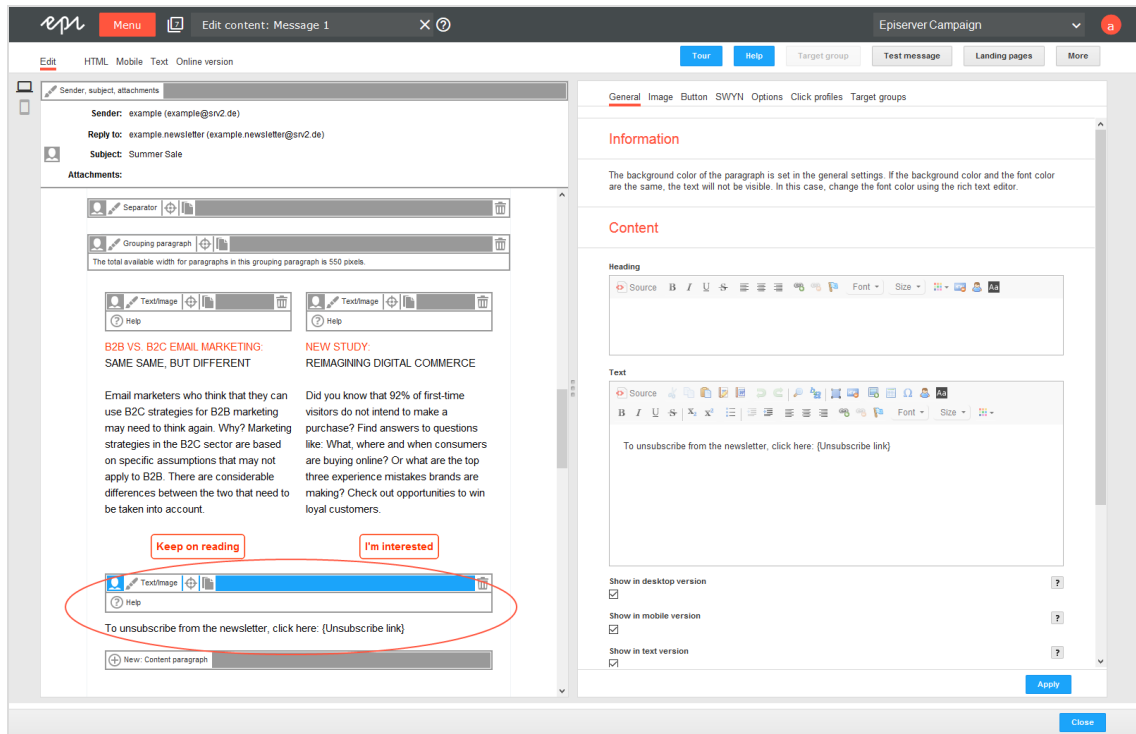 epi Menu 7 Edit content: Message 1 Episerver Campaign a
Edit HTML Mobile Text Online version Tour Help Target group Test message Landing pages More
Sender, subject, attachments
Sender: example (example@srv2.de)
Reply to: example.newsletter (example.newsletter@srv2.de)
Subject: Summer Sale
Attachments:
Separator
Grouping paragraph
The total available width for paragraphs in this grouping paragraph is 550 pixels.
Text/Image
Help
B2B VS. B2C EMAIL MARKETING:
SAME SAME, BUT DIFFERENT
Email marketers who think that they can
use B2C strategies for B2B marketing
may need to think again. Why? Marketing
strategies in the B2C sector are based
on specific assumptions that may not
apply to B2B. There are considerable
differences between the two that need to
be taken into account.
Keep on reading
Text/Image
Help
NEW STUDY:
REIMAGINING DIGITAL COMMERCE
Did you know that 92% of first-time
visitors do not intend to make a
purchase? Find answers to questions
like: What, where and when consumers
are buying online? Or what are the top
three experience mistakes brands are
making? Check out opportunities to win
loyal customers.
I'm interested
Text/Image
Help
To unsubscribe from the newsletter, click here: {Unsubscribe link}
New: Content paragraph
General Image Button SWYN Options Click profiles Target groups
Information
The background color of the paragraph is set in the general settings. If the background color and the font color
are the same, the text will not be visible. In this case, change the font color using the rich text editor.
Content
Heading
Source B I U S Font Size Aa
Text
Source Aa
B I U S X₂ X² Font Size
To unsubscribe from the newsletter, click here: {Unsubscribe link}
Show in desktop version ?
Show in mobile version ?
Show in text version ?
Apply
Close